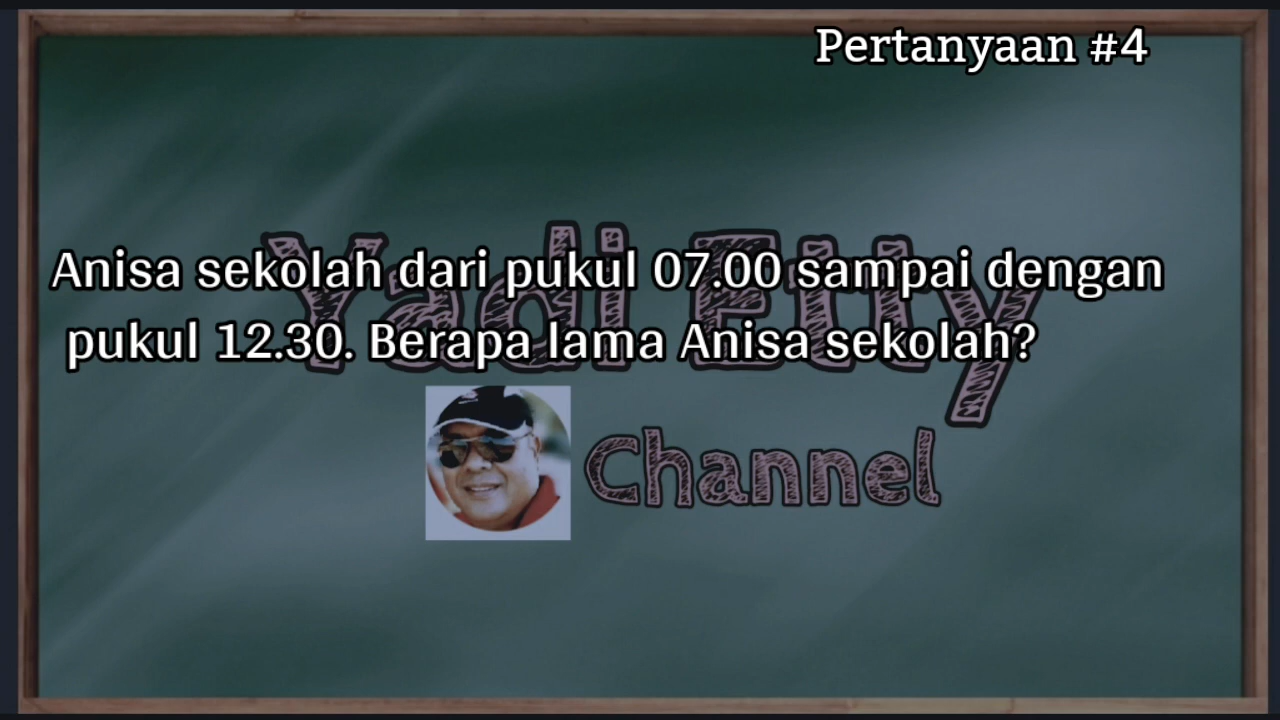 Pertanyaan #4
Anisa sekolah dari pukul 07.00 sampai dengan
pukul 12.30. Berapa lama Anisa sekolah?
Yadi Etty
Channel